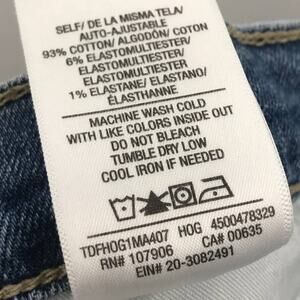 SELF/ DE LA MISMA TELA/
AUTO-AJUSTABLE
93% COTTON/ ALGODÓN/ COTON
6% ELASTOMULTIESTER/
ELASTOMULTIESTER/
ELASTOMULTIESTER/
1% ELASTANE/ ELASTANO/
ÉLASTHANNE
MACHINE WASH COLD
WITH LIKE COLORS INSIDE OUT
DO NOT BLEACH
TUMBLE DRY LOW
COOL IRON IF NEEDED
TDFHOG1MA407 HOG 4500478329
RN# 107906 CA# 00635
EIN# 20-3082491